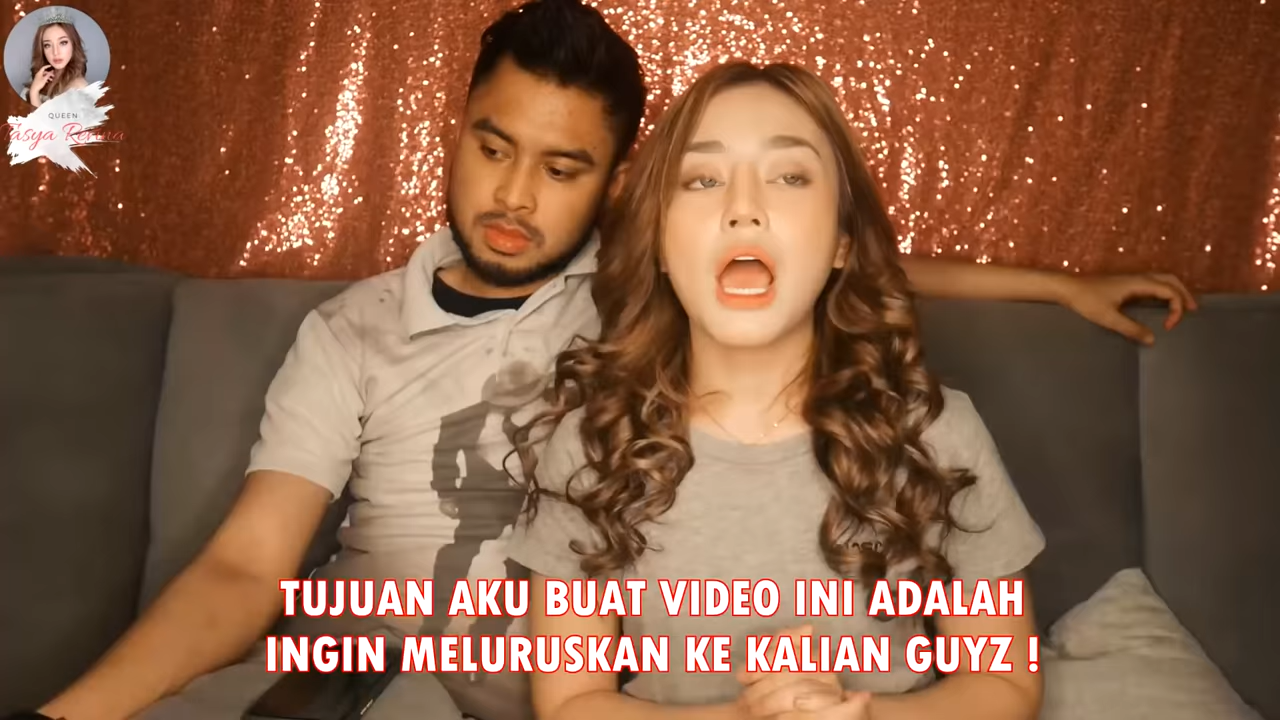 QUEEN
TUJUAN AKU BUAT VIDEO INI ADALAH
INGIN MELURUSKAN KE KALIAN GUYZ !